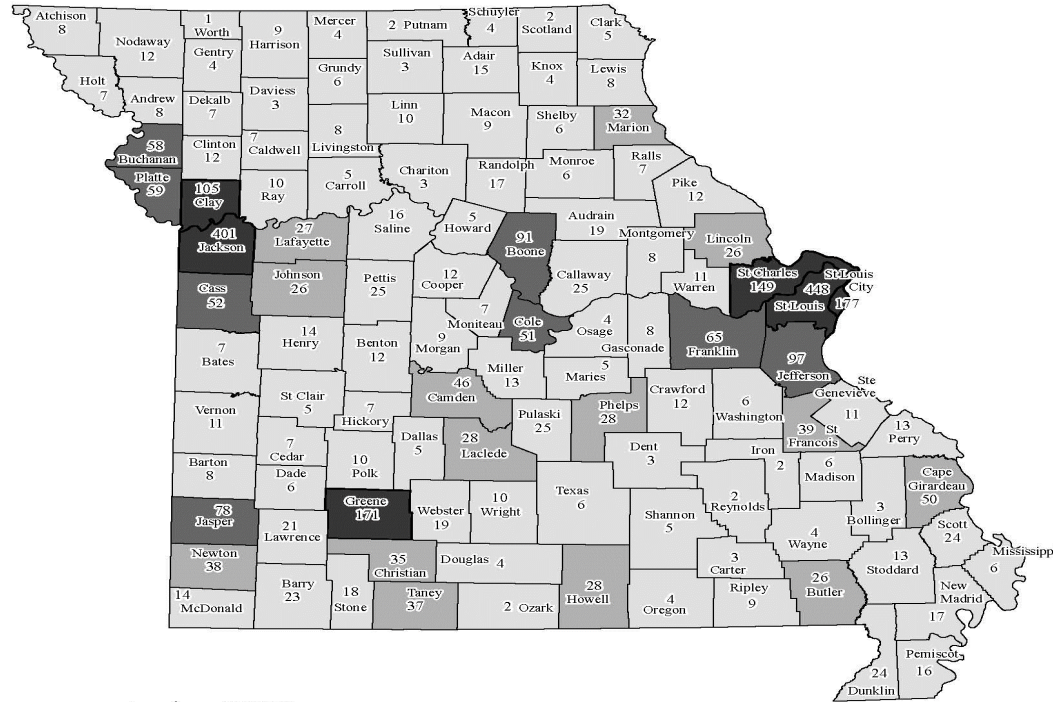 Atchison
8
Nodaway
12
1
Worth
9
Harrison
Mercer
4
2 Putnam
Schuyler
4
2
Scotland
Clark
5
Gentry
4
Sullivan
3
Adair
15
Knox
4
Lewis
8
Holt
7
Andrew
8
Dekalb
7
Daviess
3
Grundy
6
Linn
10
Macon
9
Shelby
6
32
Marion
58
Buchanan
Clinton
12
7
Caldwell
8
Livingston
Chariton
3
Randolph
17
Monroe
6
Ralls
7
Pike
12
Platte
59
105
Clay
10
Ray
5
Carroll
16
Saline
5
Howard
91
Boone
Audrain
19
Montgomery
8
Lincoln
26
401
Jackson
27
Lafayette
Johnson
26
Pettis
25
12
Cooper
7
Moniteau
Callaway
25
11
Warren
St Charles
149
St Louis
City
177
448
St Louis
Cass
52
14
Henry
Benton
12
9
Morgan
Cole
51
4
Osage
8
Gasconade
65
Franklin
97
Jefferson
7
Bates
St Clair
5
7
Hickory
46
Camden
Miller
13
5
Maries
Crawford
12
6
Washington
Ste
Genevieve
11
39
St
Francois
13
Perry
Vernon
11
7
Cedar
10
Polk
Dallas
5
28
Laclede
Pulaski
25
Phelps
28
Dent
3
Iron
2
6
Madison
Barton
8
Dade
6
Greene
171
Webster
19
10
Wright
Texas
6
Shannon
5
2
Reynolds
3
Bollinger
Cape
Girardeau
50
78
Jasper
21
Lawrence
4
Wayne
Scott
24
Mississipp
6
Newton
38
35
Christian
Douglas 4
28
Howell
3
Carter
13
Stoddard
14
McDonald
Barry
23
18
Stone
Taney
37
2 Ozark
4
Oregon
Ripley
9
26
Butler
New
Madrid
17
24
Dunklin
Pemiscot
16